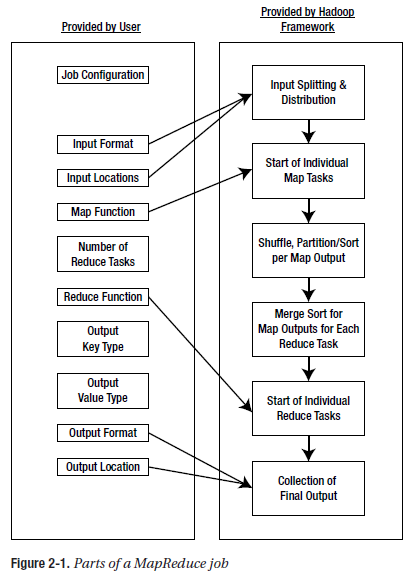 Provided by User
Provided by Hadoop
Framework
Job Configuration
Input Format
Input Locations
Map Function
Number of
Reduce Tasks
Reduce Function
Output
Key Type
Output
Value Type
Output Format
Output Location
Input Splitting &
Distribution
Start of Individual
Map Tasks
Shuffle, Partition/Sort
per Map Output
Merge Sort for
Map Outputs for Each
Reduce Task
Start of Individual
Reduce Tasks
Collection of
Final Output
Figure 2-1. Parts of a MapReduce job